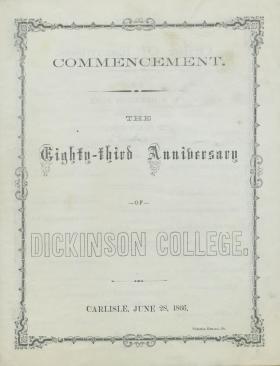 COMMENCEMENT.
THE
Eighty-third Anniversary
—OF—
DICKINSON COLLEGE.
CARLISLE, JUNE 28, 1866.